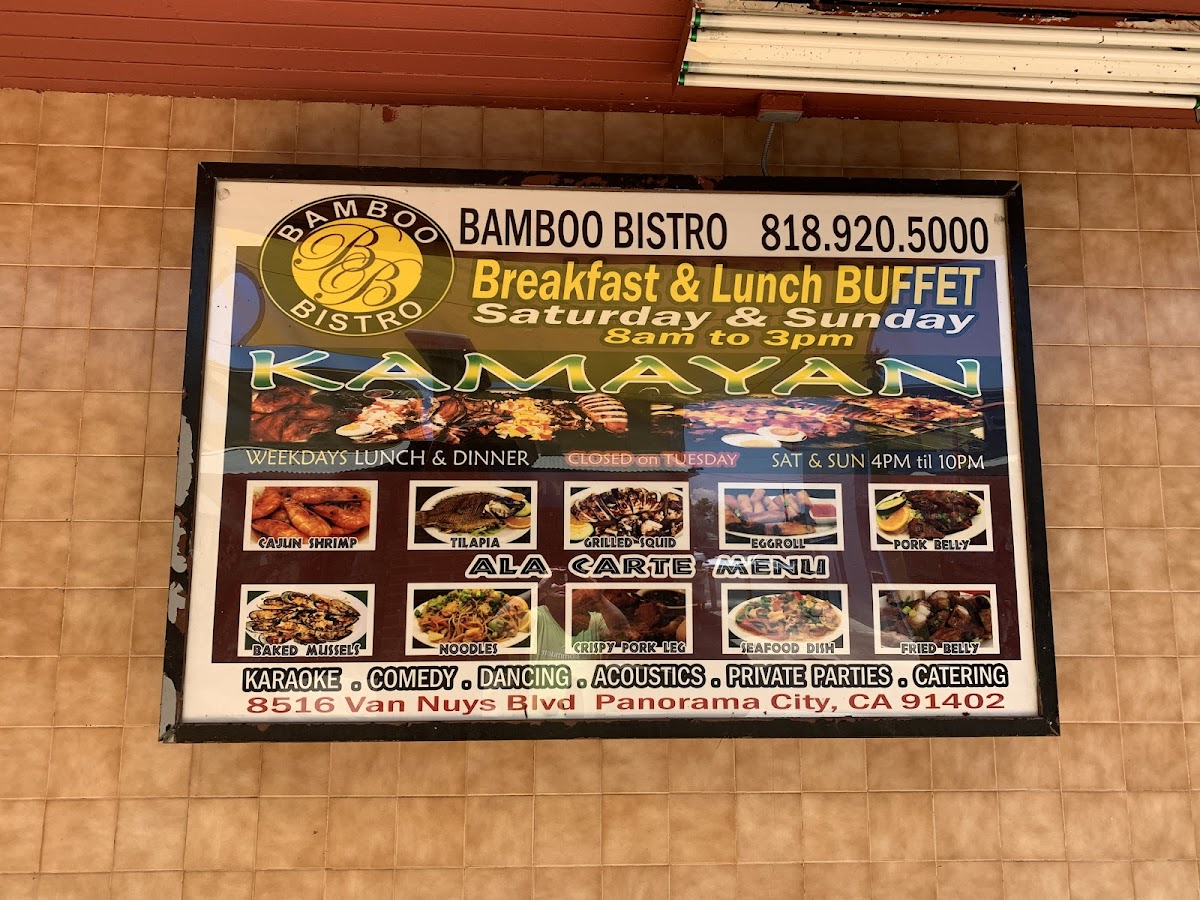 BAMBOO
BB
BISTRO
BAMBOO BISTRO 818.920.5000
Breakfast & Lunch BUFFET
Saturday & Sunday
8am to 3pm
KAMAYAN
WEEKDAYS LUNCH & DINNER CLOSED on TUESDAY SAT & SUN 4PM til 10PM
CAJUN SHRIMP TILAPIA GRILLED SQUID EGGROLL PORK BELLY
ALA CARTE MENU
BAKED MUSSELS NOODLES CRISPY PORK LEG SEAFOOD DISH FRIED BELLY
KARAOKE . COMEDY . DANCING . ACOUSTICS . PRIVATE PARTIES . CATERING
8516 Van Nuys Blvd Panorama City, CA 91402